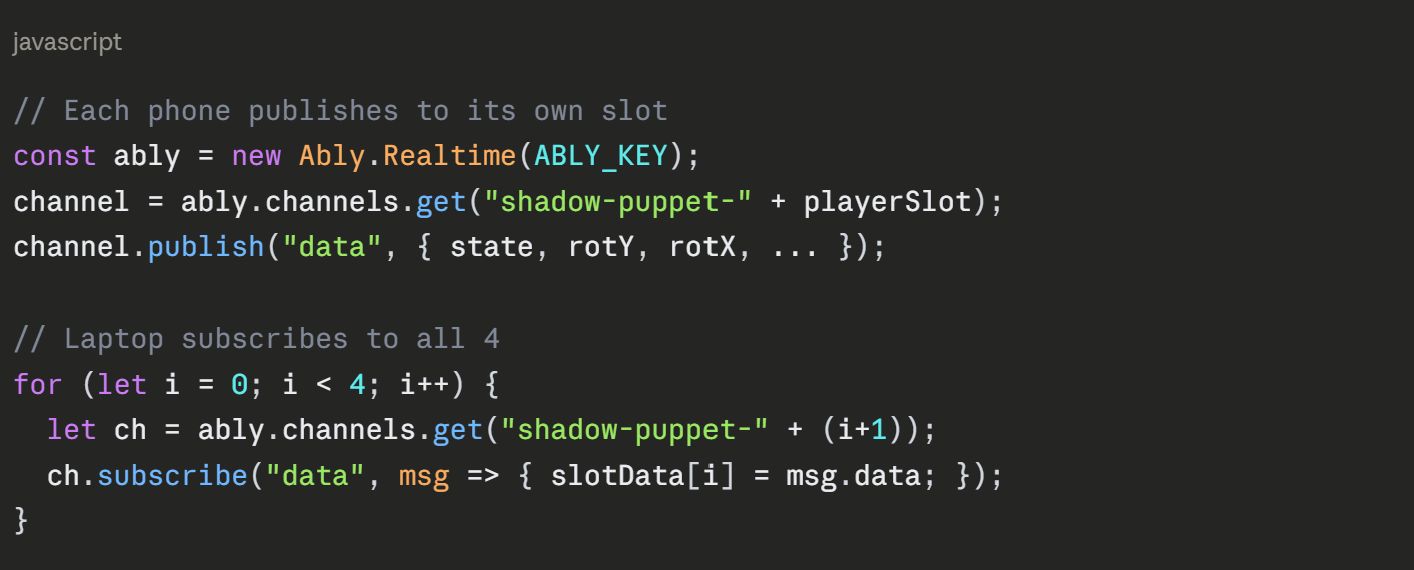 javascript
// Each phone publishes to its own slot
const ably = new Ably.Realtime(ABLY_KEY);
channel = ably.channels.get("shadow-puppet-" + playerSlot);
channel.publish("data", { state, rotY, rotX, ... });
// Laptop subscribes to all 4
for (let i = 0; i < 4; i++) {
  let ch = ably.channels.get("shadow-puppet-" + (i+1));
  ch.subscribe("data", msg => { slotData[i] = msg.data; });
}